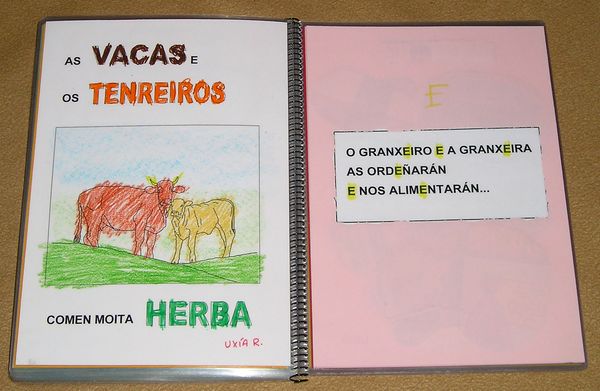 AS VACAS E
OS TENREIROS
COMEN MOITA HERBA
UXÍA R.
E
O GRANXEIRO E A GRANXEIRA
AS ORDEÑARÁN
E NOS ALIMENTARÁN...